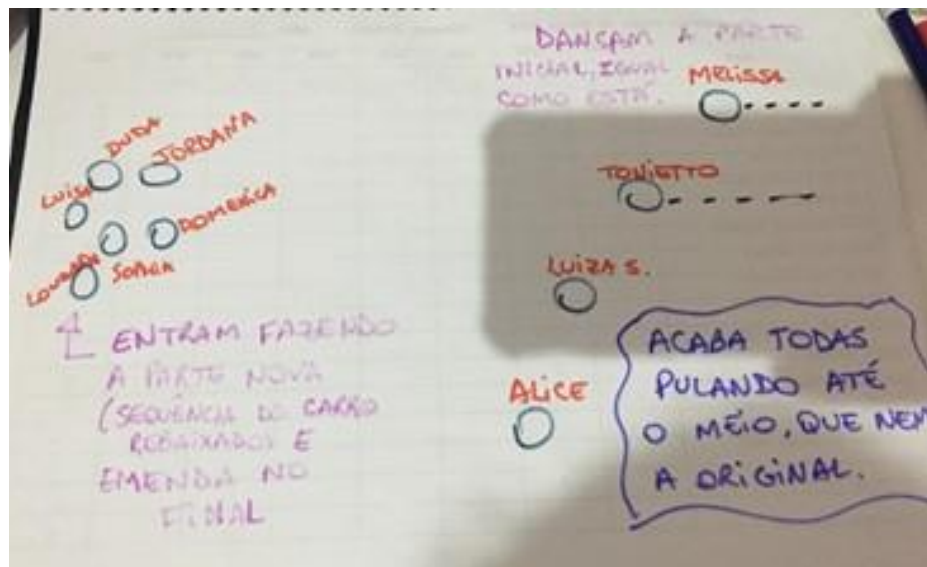 DANÇAM A PARTE
INICIAL, IGUAL
COMO ESTÁ.
MELISSA
DUDA
JORDANA
LUISA
TONIETTO
DOMENICA
SOPHIA
LUIZA S.
ENTRAM FAZENDO
A PARTE NOVA
(SEQUÊNCIA DO CARRO
REBAIXADO) E
EMENDA NO
FINAL
ALICE
ACABA TODAS
PULANDO ATÉ
O MEIO, QUE NEM
A ORIGINAL.